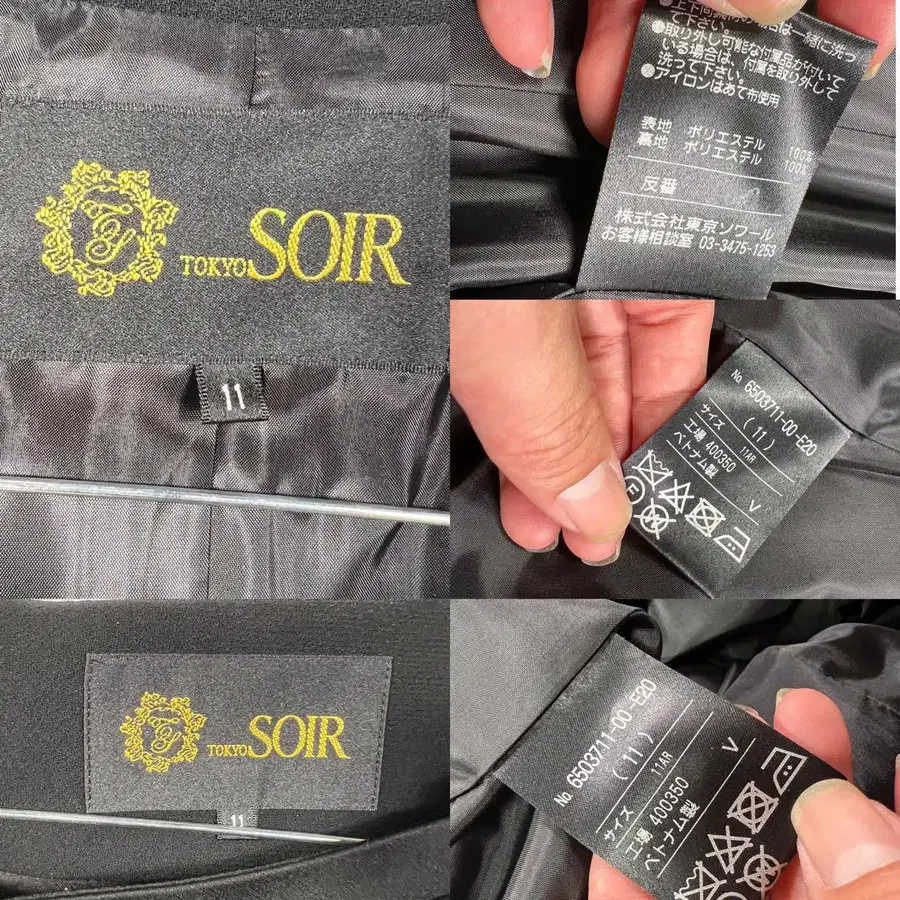 TOKYO SOIR
11
上下同
の場合は一緒に洗っ
て下さい。
●取り外し可能な付属品が付いて
いる場合は、付属を取り外して
洗って下さい。
●アイロンはあて布使用
表地 ポリエステル 100%
裏地 ポリエステル 100%
反番
株式会社東京ソワール
お客様相談室 03-3475-1253
No. 6503711-00-E20
(11)
サイズ 11AR
工場 400350
ベトナム製 V
TOKYO SOIR
11
No. 6503711-00-E20
(11)
サイズ 11AR
工場 400350
ベトナム製 V